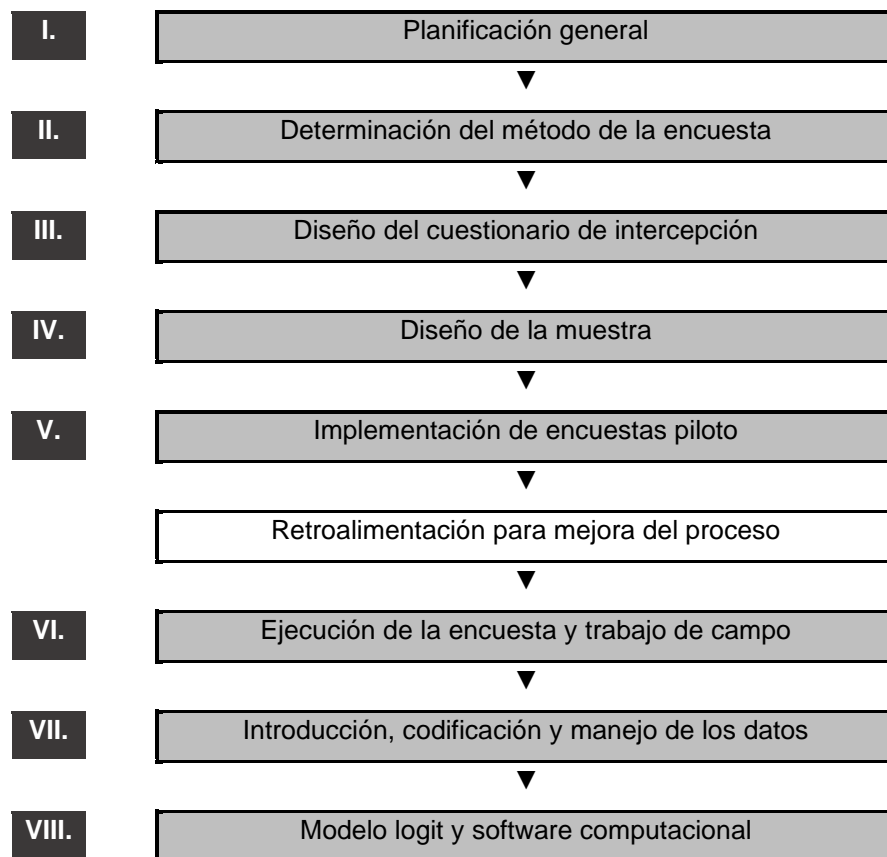 I. Planificación general
▼
II. Determinación del método de la encuesta
▼
III. Diseño del cuestionario de intercepción
▼
IV. Diseño de la muestra
▼
V. Implementación de encuestas piloto
▼
Retroalimentación para mejora del proceso
▼
VI. Ejecución de la encuesta y trabajo de campo
▼
VII. Introducción, codificación y manejo de los datos
▼
VIII. Modelo logit y software computacional